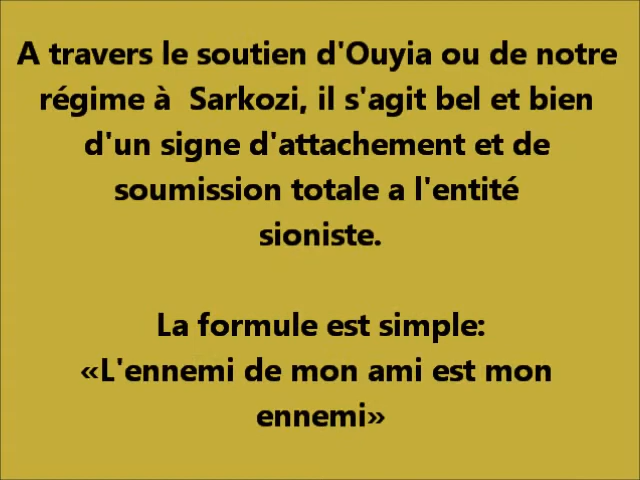 A travers le soutien d'Ouyia ou de notre
régime à  Sarkozi, il s'agit bel et bien
d'un signe d'attachement et de
soumission totale a l'entité
sioniste.
La formule est simple:
«L'ennemi de mon ami est mon
ennemi»